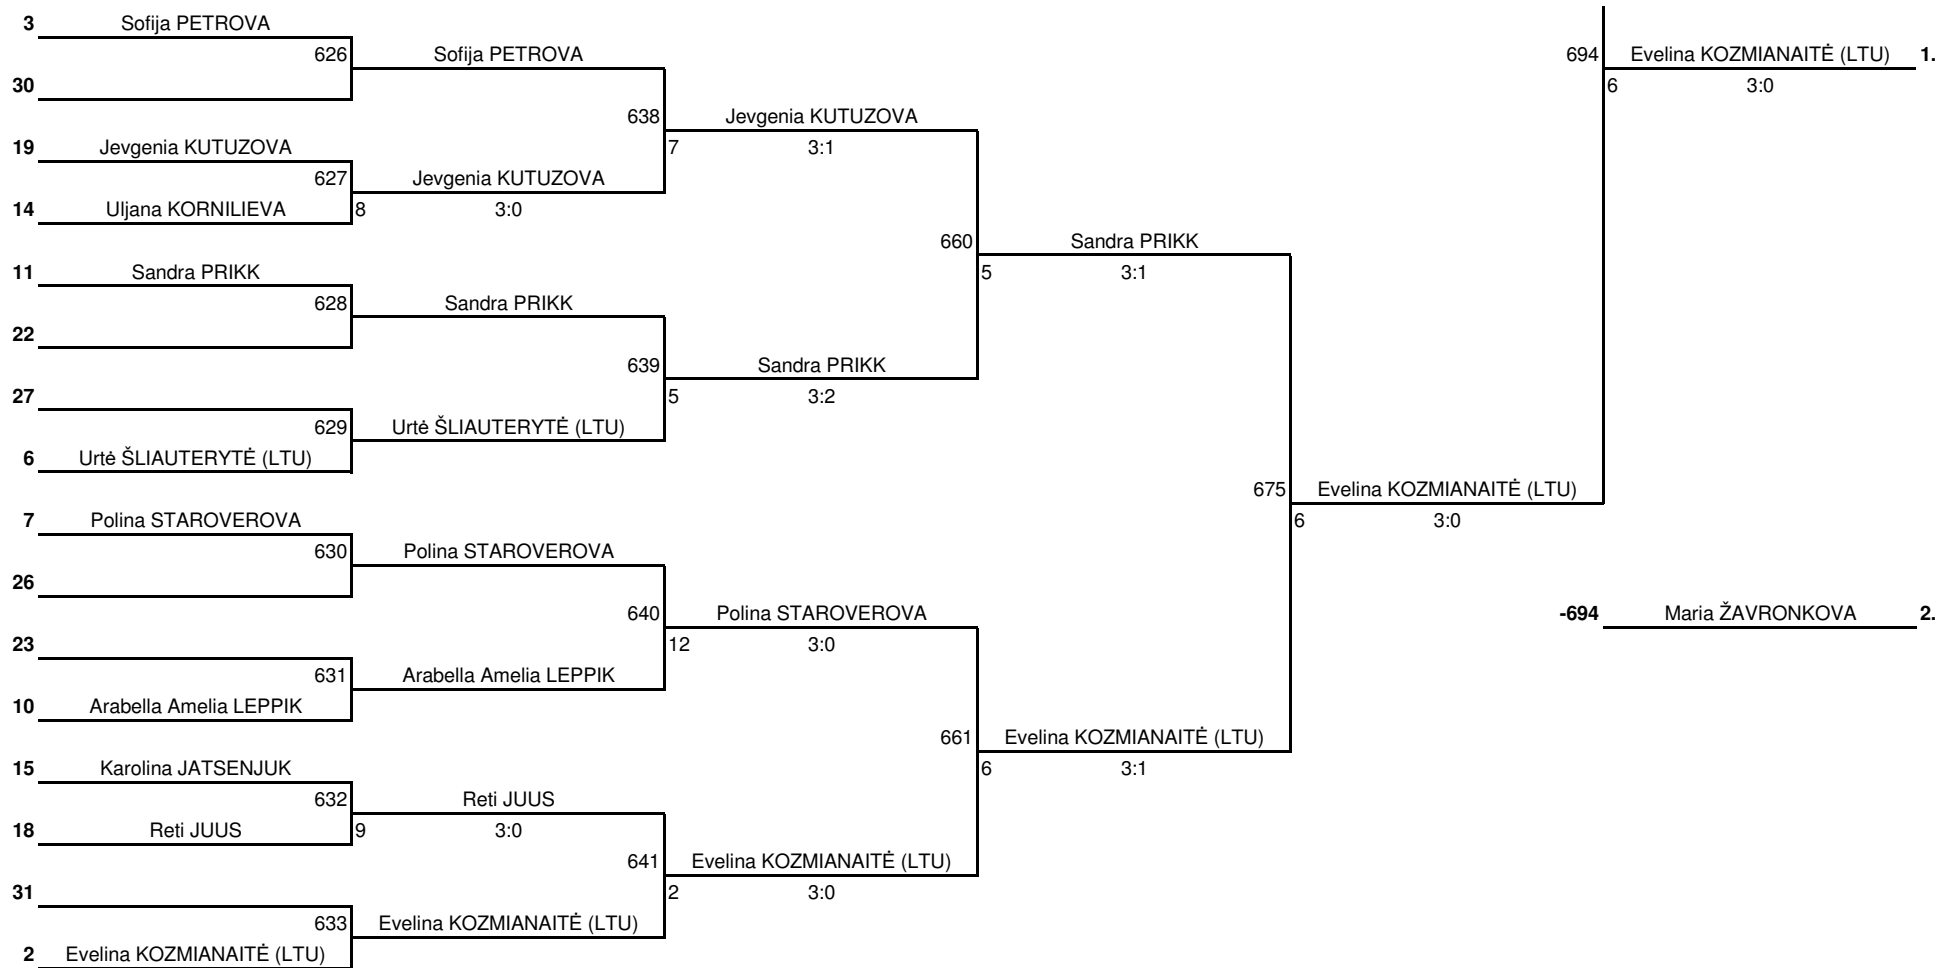 3 Sofija PETROVA
626 Sofija PETROVA 694 Evelina KOZMIANAITĖ (LTU) 1.
30 6 3:0
638 Jevgenia KUTUZOVA
19 Jevgenia KUTUZOVA 7 3:1
627 Jevgenia KUTUZOVA
14 Uljana KORNILIEVA 8 3:0
660 Sandra PRIKK
11 Sandra PRIKK 5 3:1
628 Sandra PRIKK
22
639 Sandra PRIKK
27 5 3:2
629 Urtė ŠLIAUTERYTĖ (LTU)
6 Urtė ŠLIAUTERYTĖ (LTU)
675 Evelina KOZMIANAITĖ (LTU)
7 Polina STAROVEROVA 6 3:0
630 Polina STAROVEROVA
26
640 Polina STAROVEROVA -694 Maria ŽAVRONKOVA 2.
23 12 3:0
631 Arabella Amelia LEPPIK
10 Arabella Amelia LEPPIK
661 Evelina KOZMIANAITĖ (LTU)
15 Karolina JATSENJUK 6 3:1
632 Reti JUUS
18 Reti JUUS 9 3:0
641 Evelina KOZMIANAITĖ (LTU)
31 2 3:0
633 Evelina KOZMIANAITĖ (LTU)
2 Evelina KOZMIANAITĖ (LTU)